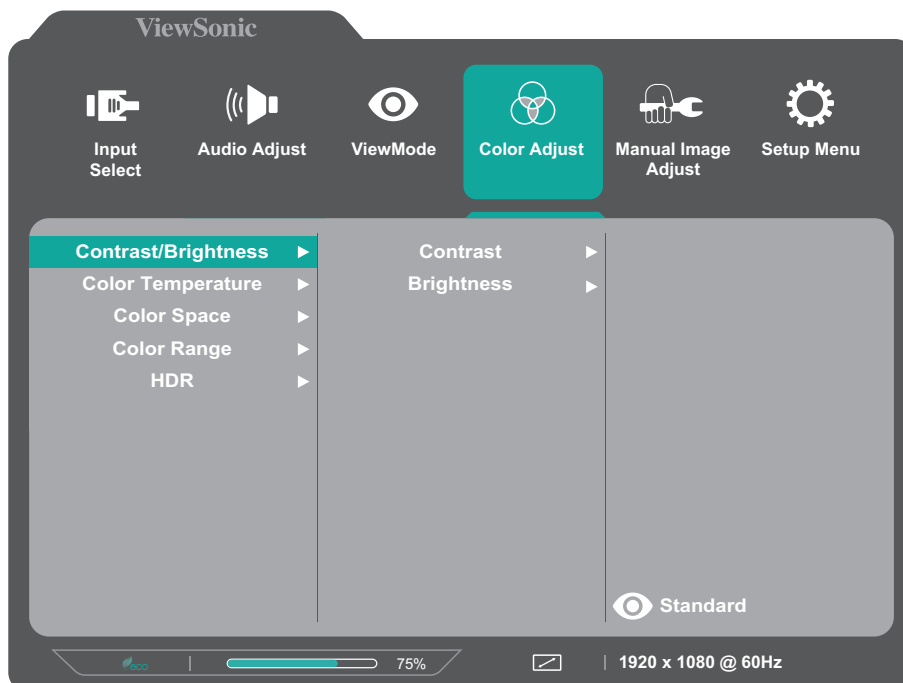 ViewSonic
Input
Select
Audio Adjust
ViewMode
Color Adjust
Manual Image
Adjust
Setup Menu
Contrast/Brightness
Color Temperature
Color Space
Color Range
HDR
Contrast
Brightness
Standard
eco
75%
1920 x 1080 @ 60Hz